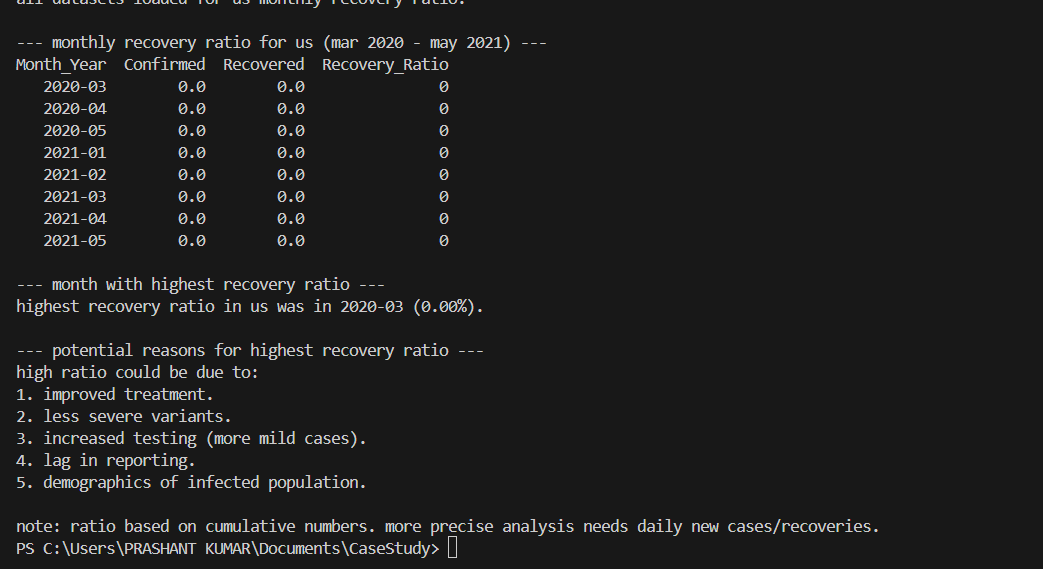 all datasets loaded for us monthly recovery ratio.
--- monthly recovery ratio for us (mar 2020 - may 2021) ---
Month_Year  Confirmed  Recovered  Recovery_Ratio
2020-03        0.0        0.0               0
2020-04        0.0        0.0               0
2020-05        0.0        0.0               0
2021-01        0.0        0.0               0
2021-02        0.0        0.0               0
2021-03        0.0        0.0               0
2021-04        0.0        0.0               0
2021-05        0.0        0.0               0
--- month with highest recovery ratio ---
highest recovery ratio in us was in 2020-03 (0.00%).
--- potential reasons for highest recovery ratio ---
high ratio could be due to:
1. improved treatment.
2. less severe variants.
3. increased testing (more mild cases).
4. lag in reporting.
5. demographics of infected population.
note: ratio based on cumulative numbers. more precise analysis needs daily new cases/recoveries.
PS C:\Users\PRASHANT KUMAR\Documents\CaseStudy>